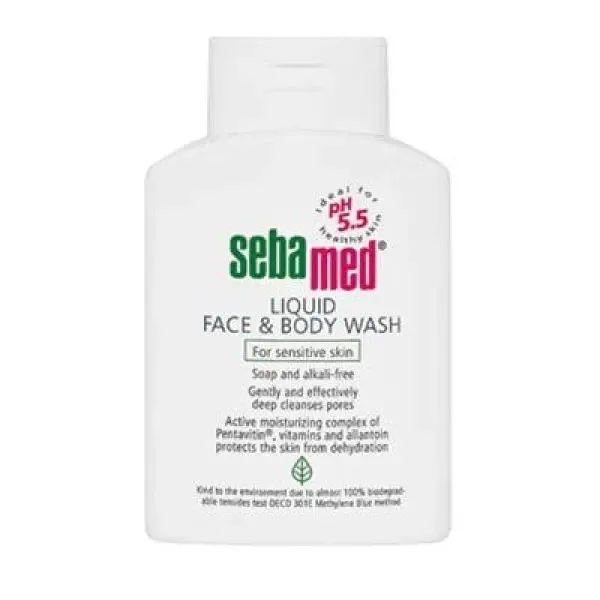 Ideal for
pH
5.5
healthy skin
sebamed®
LIQUID
FACE & BODY WASH
For sensitive skin
Soap and alkali-free
Gently and effectively
deep cleanses pores
Active moisturizing complex of
Pentavitin®, vitamins and allantoin
protects the skin from dehydration
Kind to the environment due to almost 100% biodegrad-
able tensides test OECD 301E Methylene Blue method